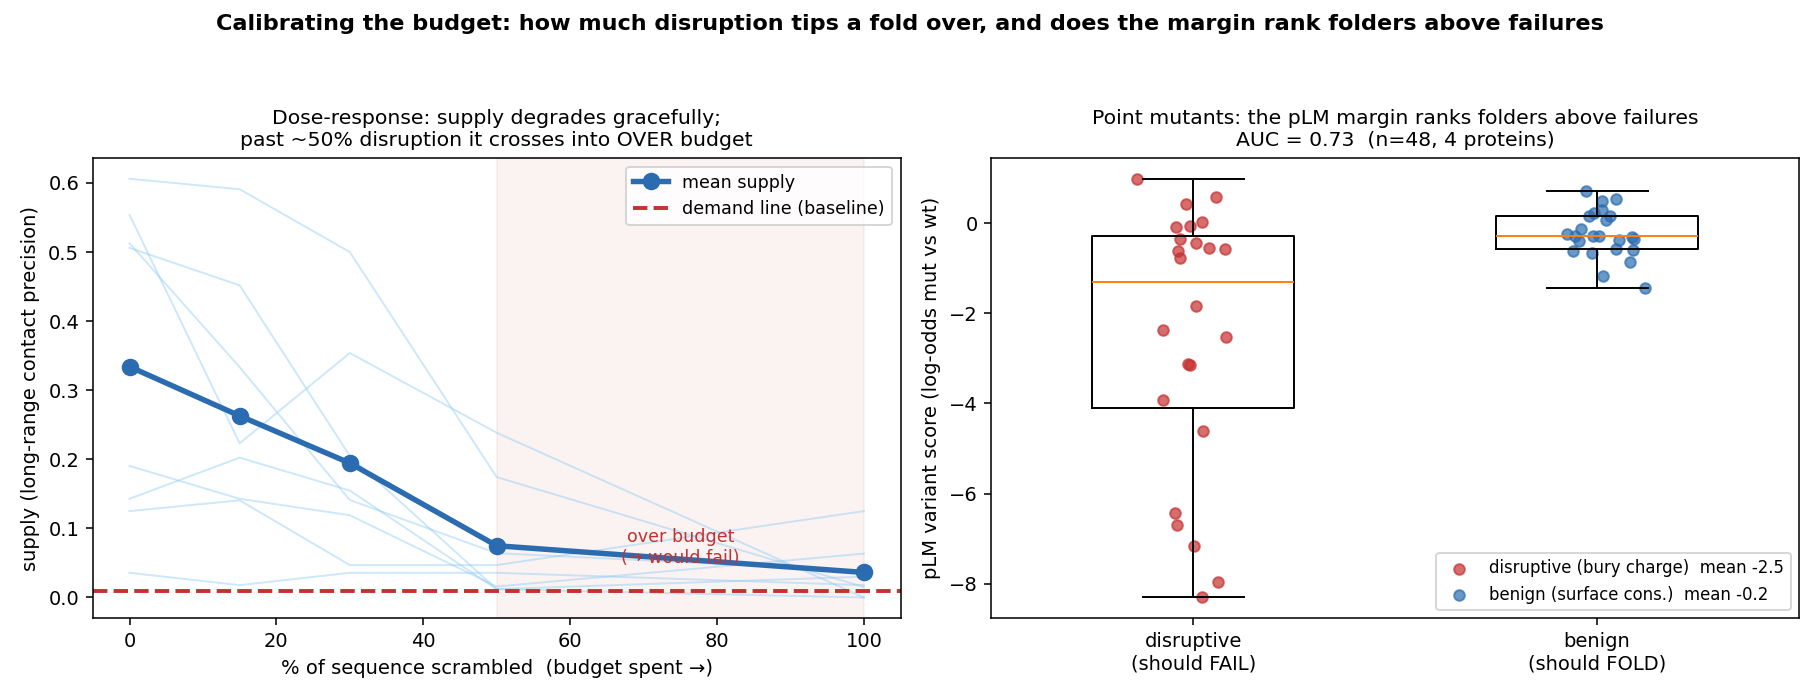 Calibrating the budget: how much disruption tips a fold over, and does the margin rank folders above failures
Dose-response: supply degrades gracefully;
past ~50% disruption it crosses into OVER budget
supply (long-range contact precision)
0.6
0.5
0.4
0.3
0.2
0.1
0.0
mean supply
demand line (baseline)
over budget
(→ would fail)
0
20
40
60
80
100
% of sequence scrambled (budget spent →)
Point mutants: the pLM margin ranks folders above failures
AUC = 0.73 (n=48, 4 proteins)
pLM variant score (log-odds mut vs wt)
0
−2
−4
−6
−8
disruptive (bury charge) mean -2.5
benign (surface cons.) mean -0.2
disruptive
(should FAIL)
benign
(should FOLD)